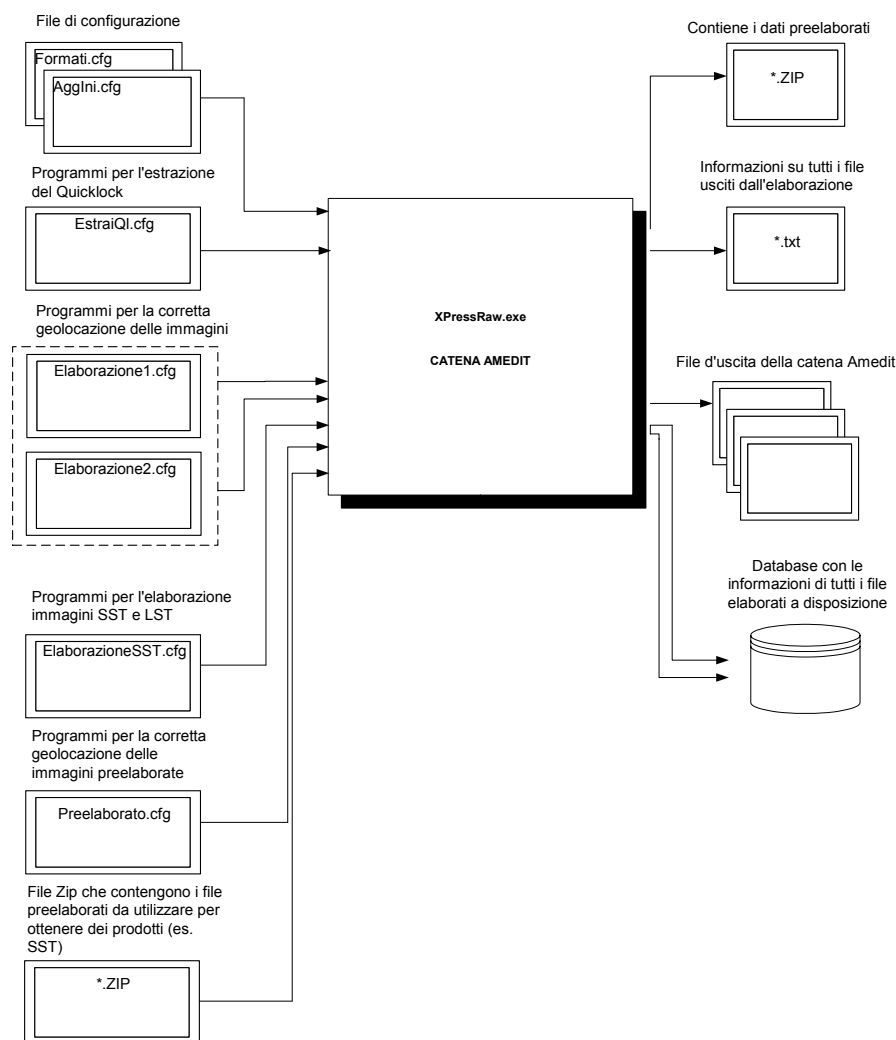 File di configurazione
Formati.cfg
AggIni.cfg
Programmi per l'estrazione
del Quicklock
EstraiQl.cfg
Programmi per la corretta
geolocazione delle immagini
Elaborazione1.cfg
Elaborazione2.cfg
Programmi per l'elaborazione
immagini SST e LST
ElaborazioneSST.cfg
Programmi per la corretta
geolocazione delle
immagini preelaborate
Preelaborato.cfg
File Zip che contengono i file
preelaborati da utilizzare per
ottenere dei prodotti (es.
SST)
*.ZIP
XPressRaw.exe
CATENA AMEDIT
Contiene i dati preelaborati
*.ZIP
Informazioni su tutti i file
usciti dall'elaborazione
*.txt
File d'uscita della catena Amedit
Database con le
informazioni di tutti i file
elaborati a disposizione